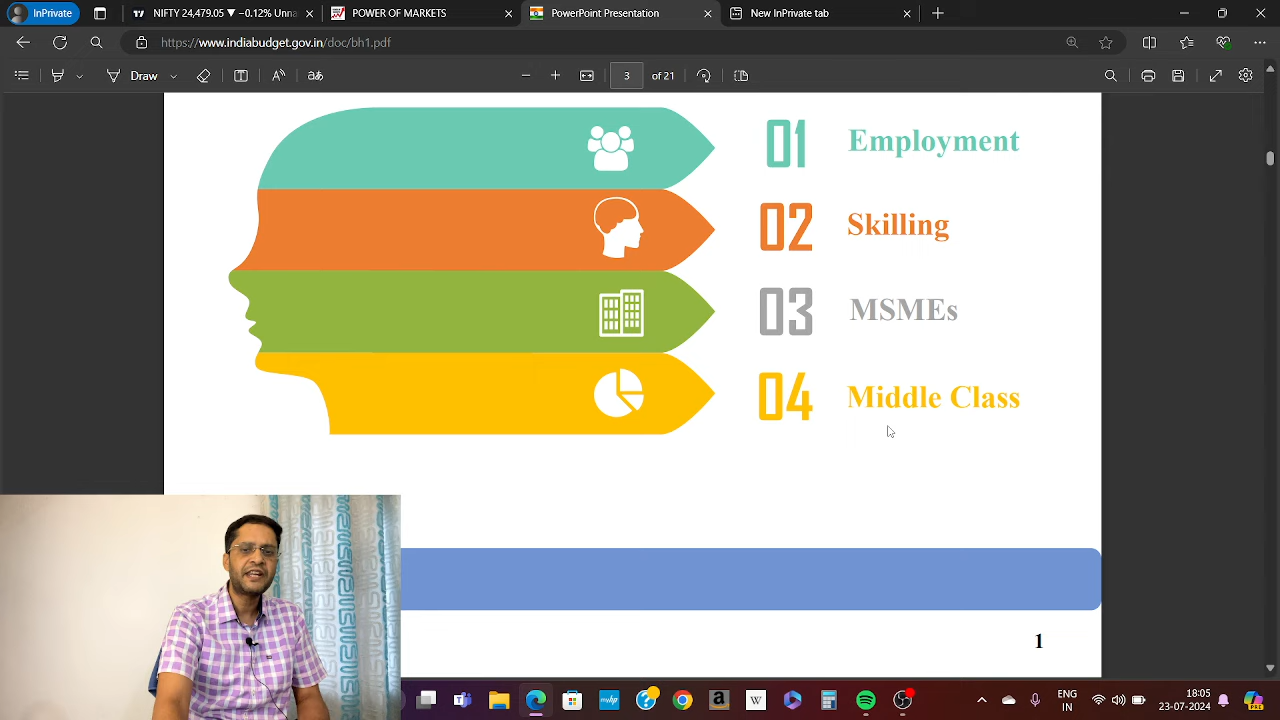 InPrivate
NIFTY 24,479.05 ▼ −0.12% Unna
POWER OF MARKETS
PowerPoint Presentation
New InPrivate tab
https://www.indiabudget.gov.in/doc/bh1.pdf
Draw
3 of 21
01 Employment
02 Skilling
03 MSMEs
04 Middle Class
1
ENG
IN
18:05
23-07-2024